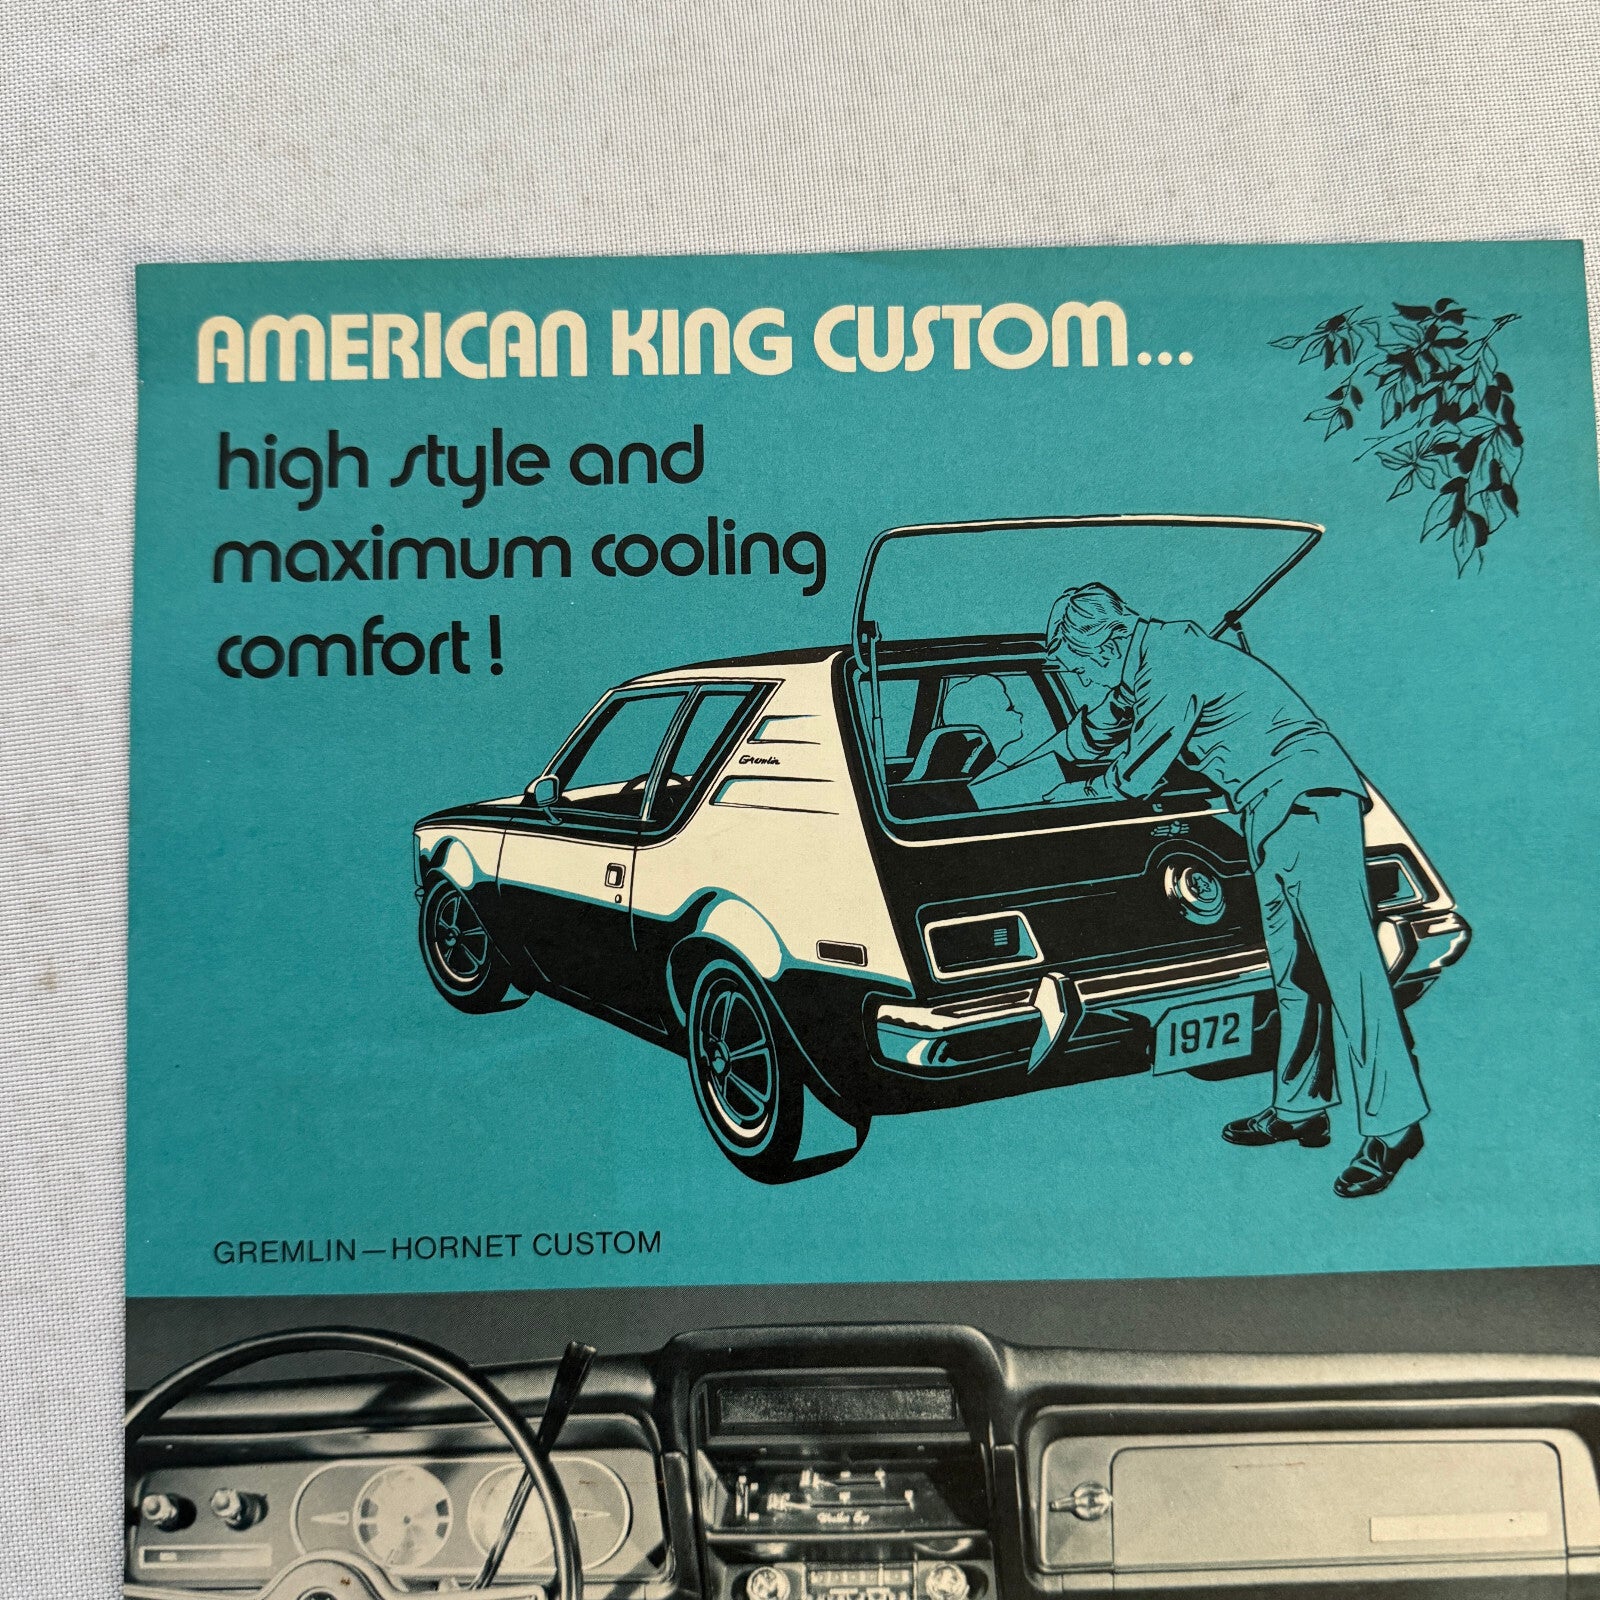 AMERICAN KING CUSTOM...
high style and
maximum cooling
comfort!
Gremlin
1972
GREMLIN—HORNET CUSTOM